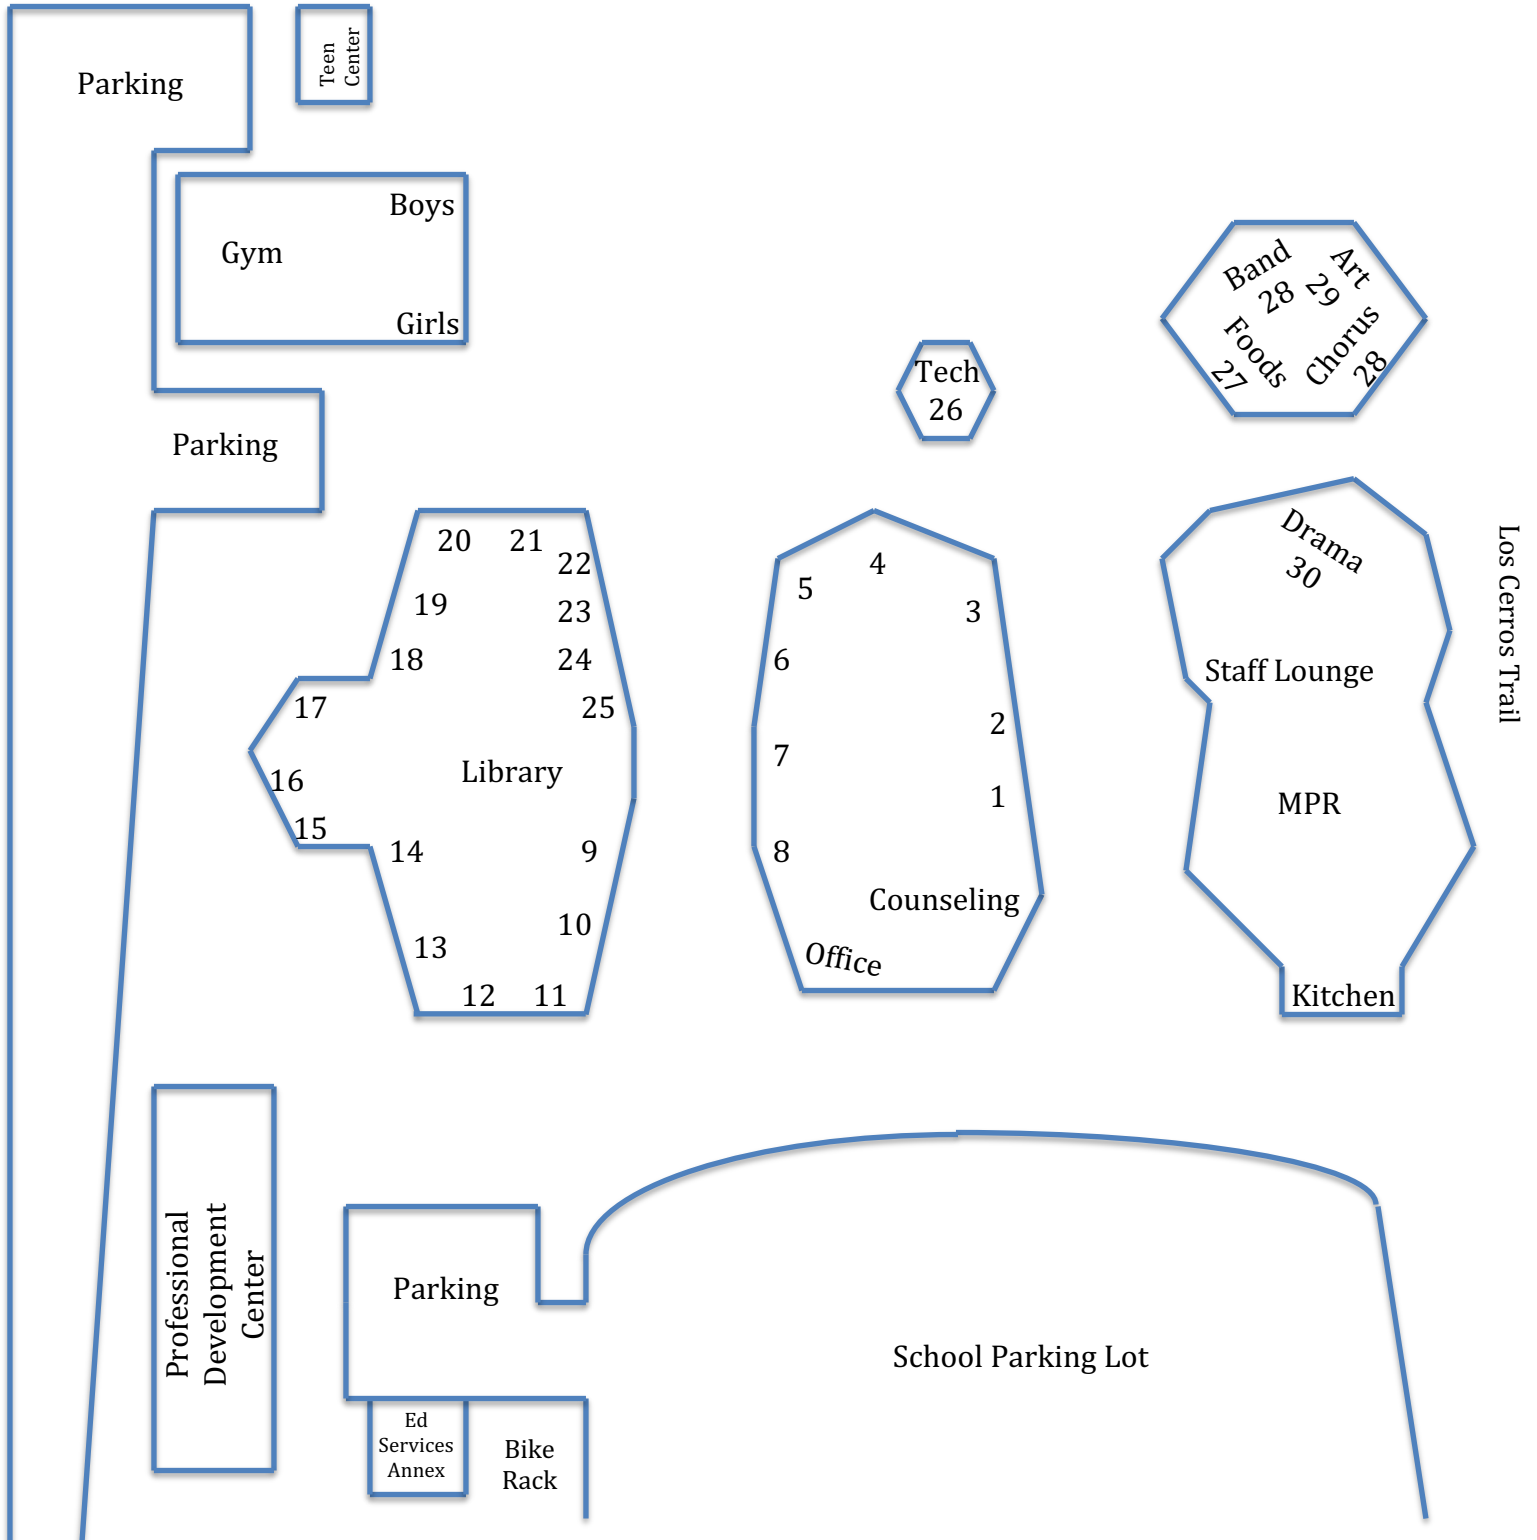 Parking
Teen
Center
Boys
Gym
Girls
Parking
Tech
26
Band
28
Art
29
Foods
27
Chorus
28
20
21
22
19
23
18
24
17
25
16
Library
15
14
9
13
10
12
11
4
5
3
6
2
7
1
8
Counseling
Office
Drama
30
Staff Lounge
MPR
Kitchen
Los Cerros Trail
Professional
Development
Center
Parking
School Parking Lot
Ed
Services
Annex
Bike
Rack